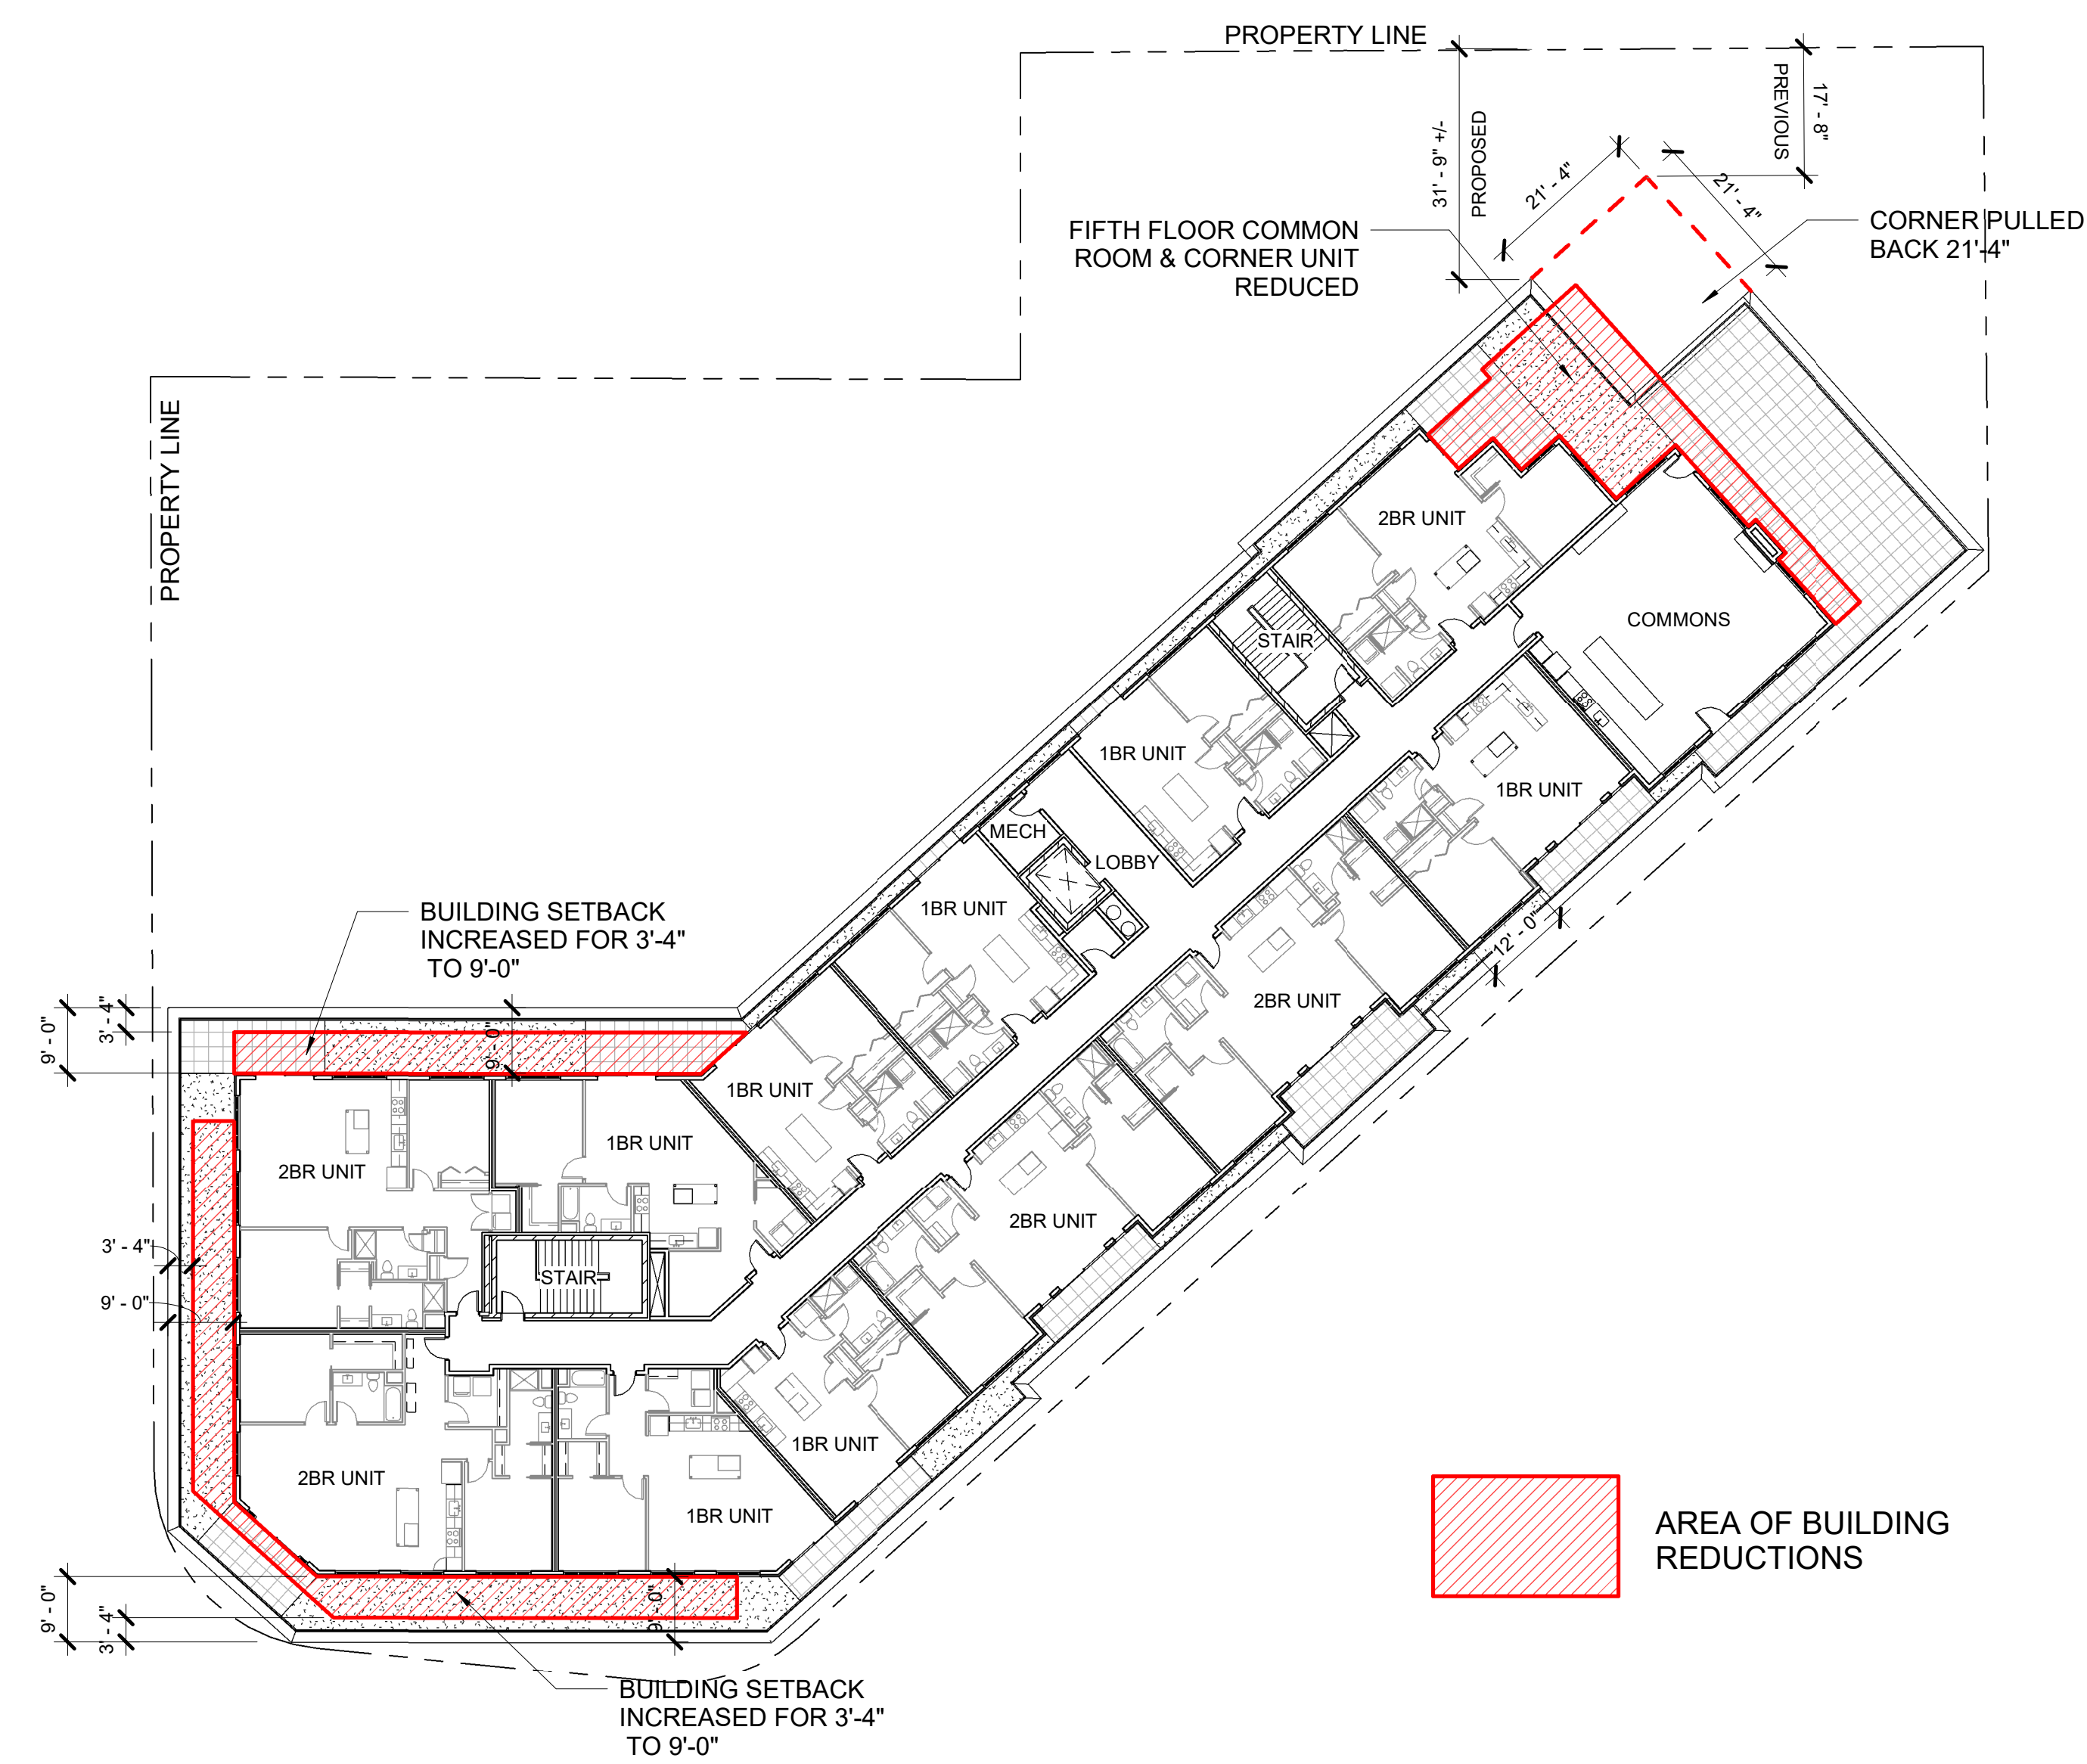 PROPERTY LINE
17' - 8"
PREVIOUS
31' - 9" +/-
PROPOSED
21' - 4"
21' - 4"
CORNER PULLED
BACK 21'-4"
FIFTH FLOOR COMMON
ROOM & CORNER UNIT
REDUCED
PROPERTY LINE
2BR UNIT
COMMONS
STAIR
1BR UNIT
1BR UNIT
MECH
LOBBY
1BR UNIT
12' - 0"
2BR UNIT
BUILDING SETBACK
INCREASED FOR 3'-4"
TO 9'-0"
9' - 0"
3' - 4"
9' - 0"
1BR UNIT
1BR UNIT
2BR UNIT
2BR UNIT
3' - 4"
STAIR
9' - 0"
1BR UNIT
2BR UNIT
1BR UNIT
9' - 0"
3' - 4"
9' - 0"
AREA OF BUILDING
REDUCTIONS
BUILDING SETBACK
INCREASED FOR 3'-4"
TO 9'-0"